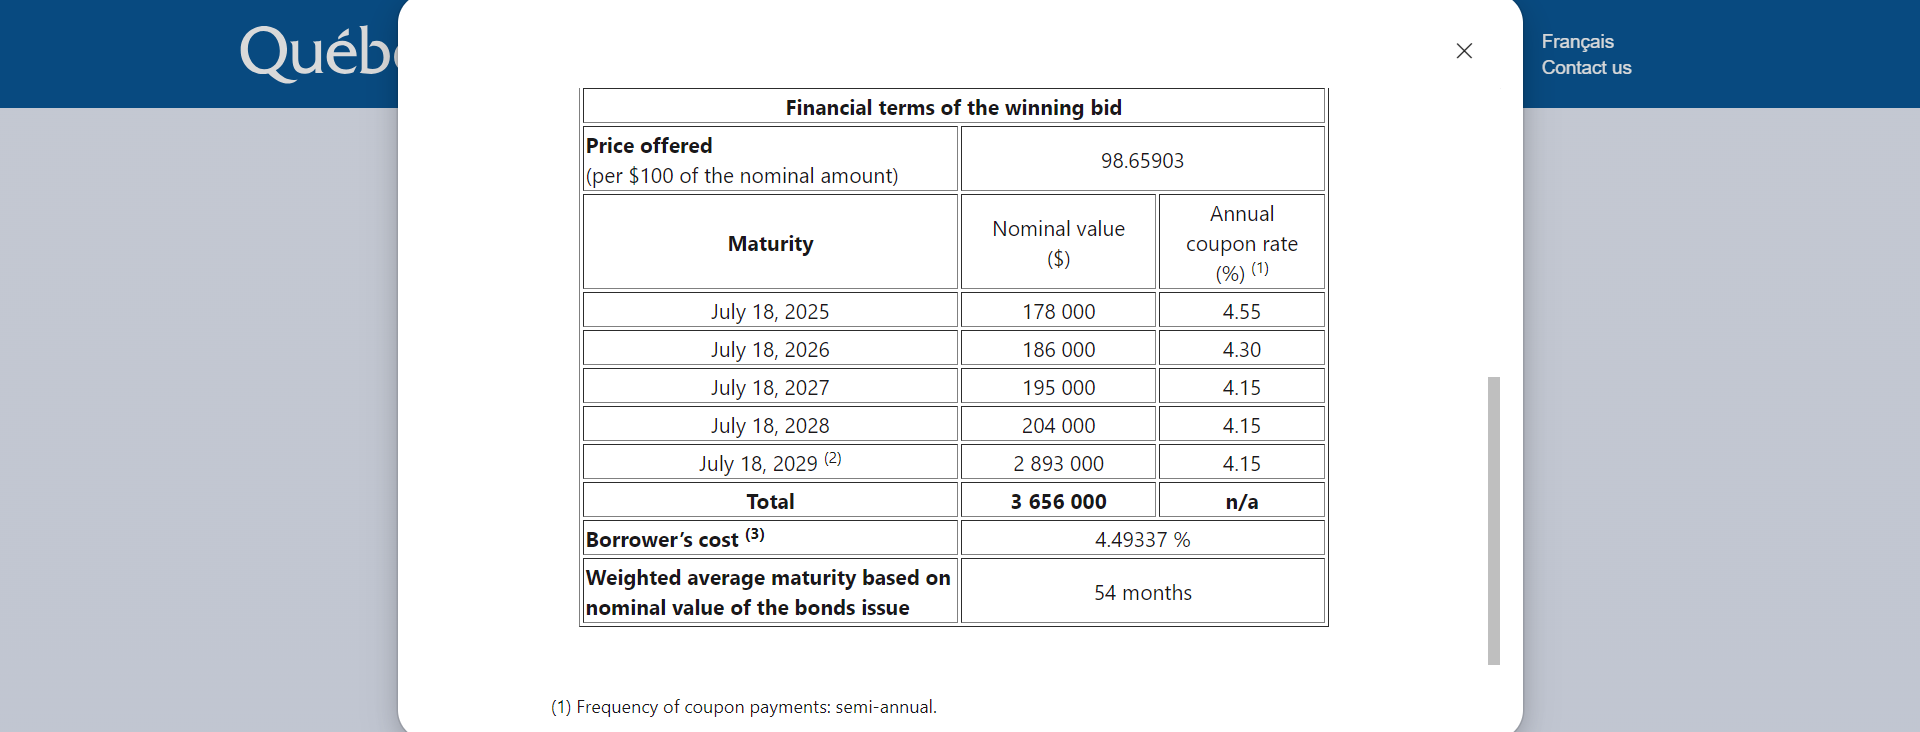 Français
Contact us
Financial terms of the winning bid
Price offered
(per $100 of the nominal amount)
98.65903
Maturity
Nominal value
($)
Annual
coupon rate
(%) (1)
July 18, 2025 178 000 4.55
July 18, 2026 186 000 4.30
July 18, 2027 195 000 4.15
July 18, 2028 204 000 4.15
July 18, 2029 (2) 2 893 000 4.15
Total 3 656 000 n/a
Borrower’s cost (3) 4.49337 %
Weighted average maturity based on
nominal value of the bonds issue
54 months
(1) Frequency of coupon payments: semi-annual.